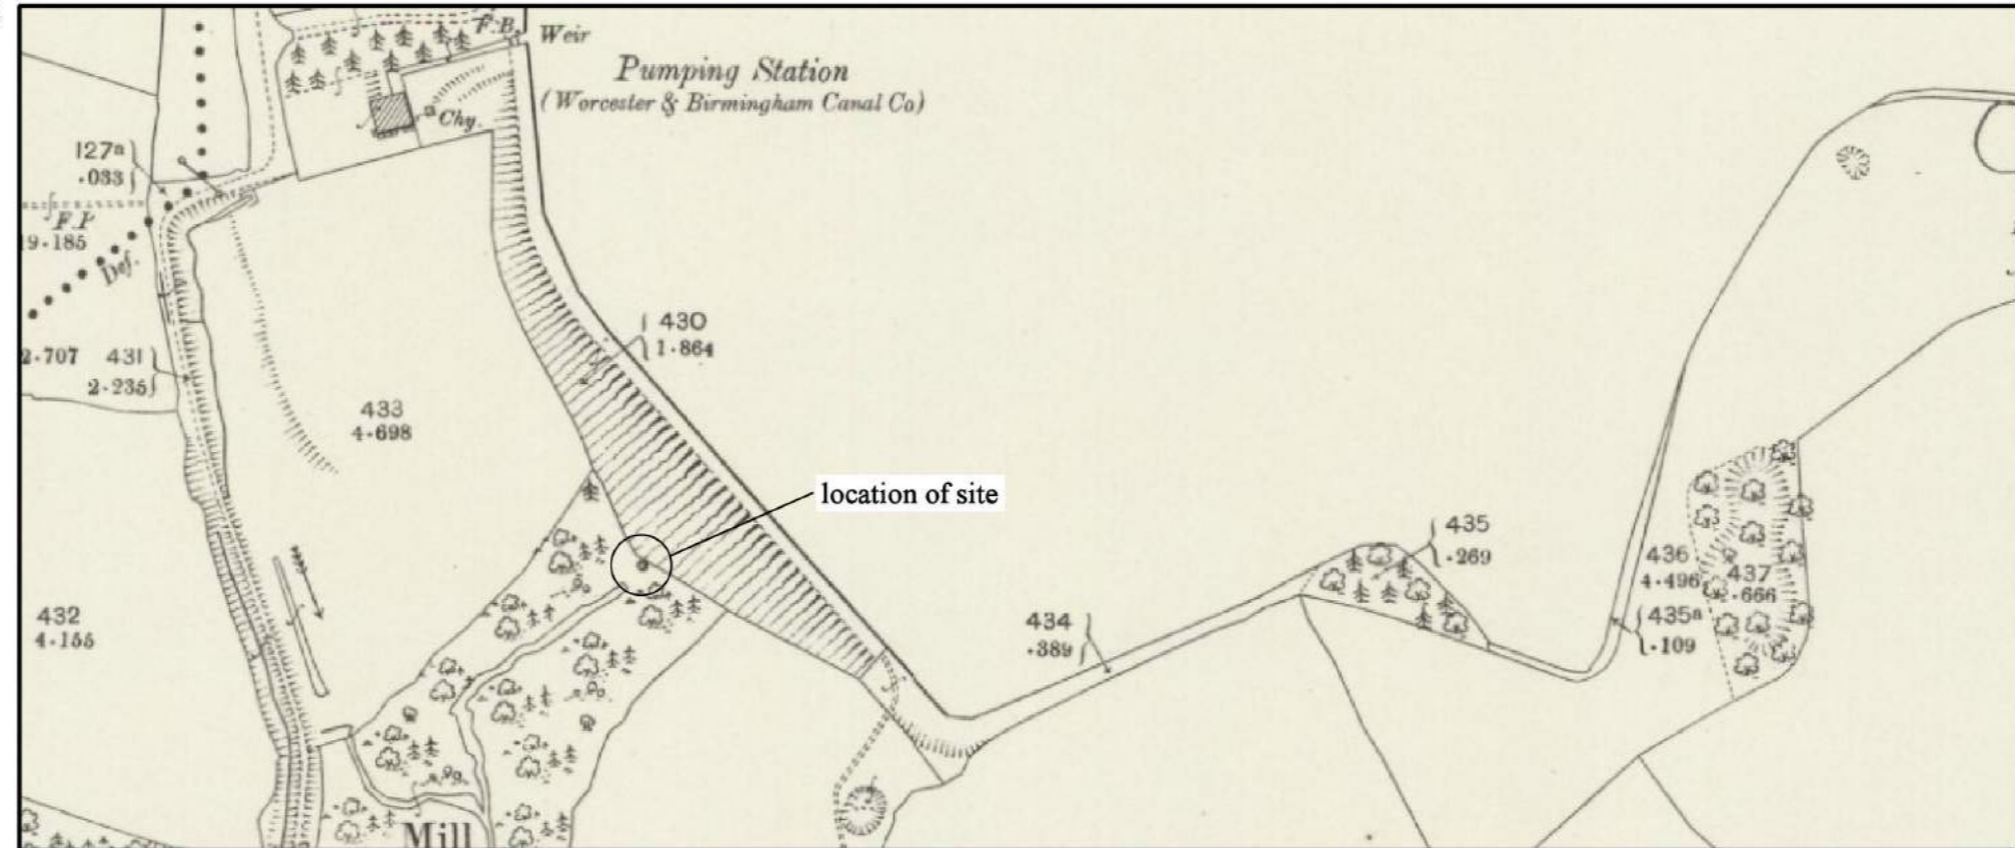 F.B.
Weir
Pumping Station
(Worcester & Birmingham Canal Co)
Chy.
127a
.033
F.P
19.185
Def.
430
1.864
2.707
431
2.235
433
4.698
location of site
432
4.155
434
.389
435
.269
436
4.496
437
.666
435a
.109
Mill